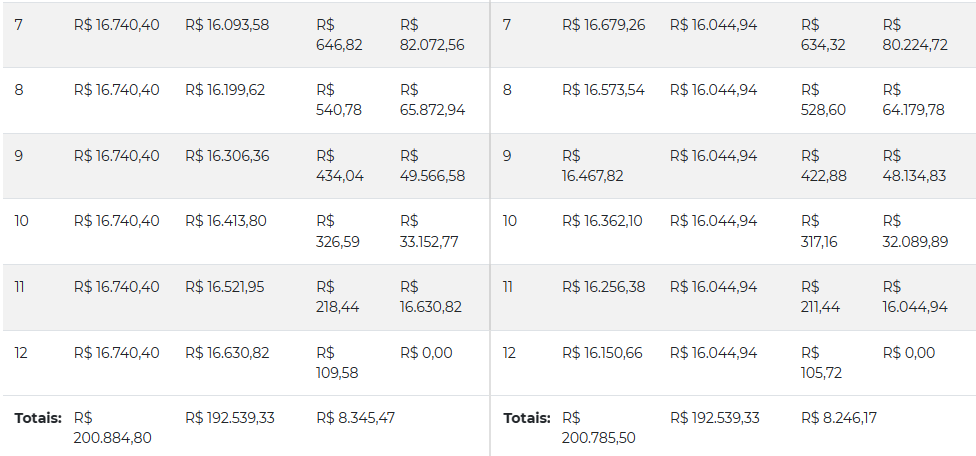 7 R$ 16.740,40 R$ 16.093,58 R$ R$ 7 R$ 16.679,26 R$ 16.044,94 R$ R$
646,82 82.072,56 634,32 80.224,72
8 R$ 16.740,40 R$ 16.199,62 R$ R$ 8 R$ 16.573,54 R$ 16.044,94 R$ R$
540,78 65.872,94 528,60 64.179,78
9 R$ 16.740,40 R$ 16.306,36 R$ R$ 9 R$ R$ 16.044,94 R$ R$
434,04 49.566,58 16.467,82 422,88 48.134,83
10 R$ 16.740,40 R$ 16.413,80 R$ R$ 10 R$ 16.362,10 R$ 16.044,94 R$ R$
326,59 33.152,77 317,16 32.089,89
11 R$ 16.740,40 R$ 16.521,95 R$ R$ 11 R$ 16.256,38 R$ 16.044,94 R$ R$
218,44 16.630,82 211,44 16.044,94
12 R$ 16.740,40 R$ 16.630,82 R$ R$ 0,00 12 R$ 16.150,66 R$ 16.044,94 R$ R$ 0,00
109,58 105,72
Totais: R$ R$ 192.539,33 R$ 8.345,47 Totais: R$ R$ 192.539,33 R$ 8.246,17
200.884,80 200.785,50